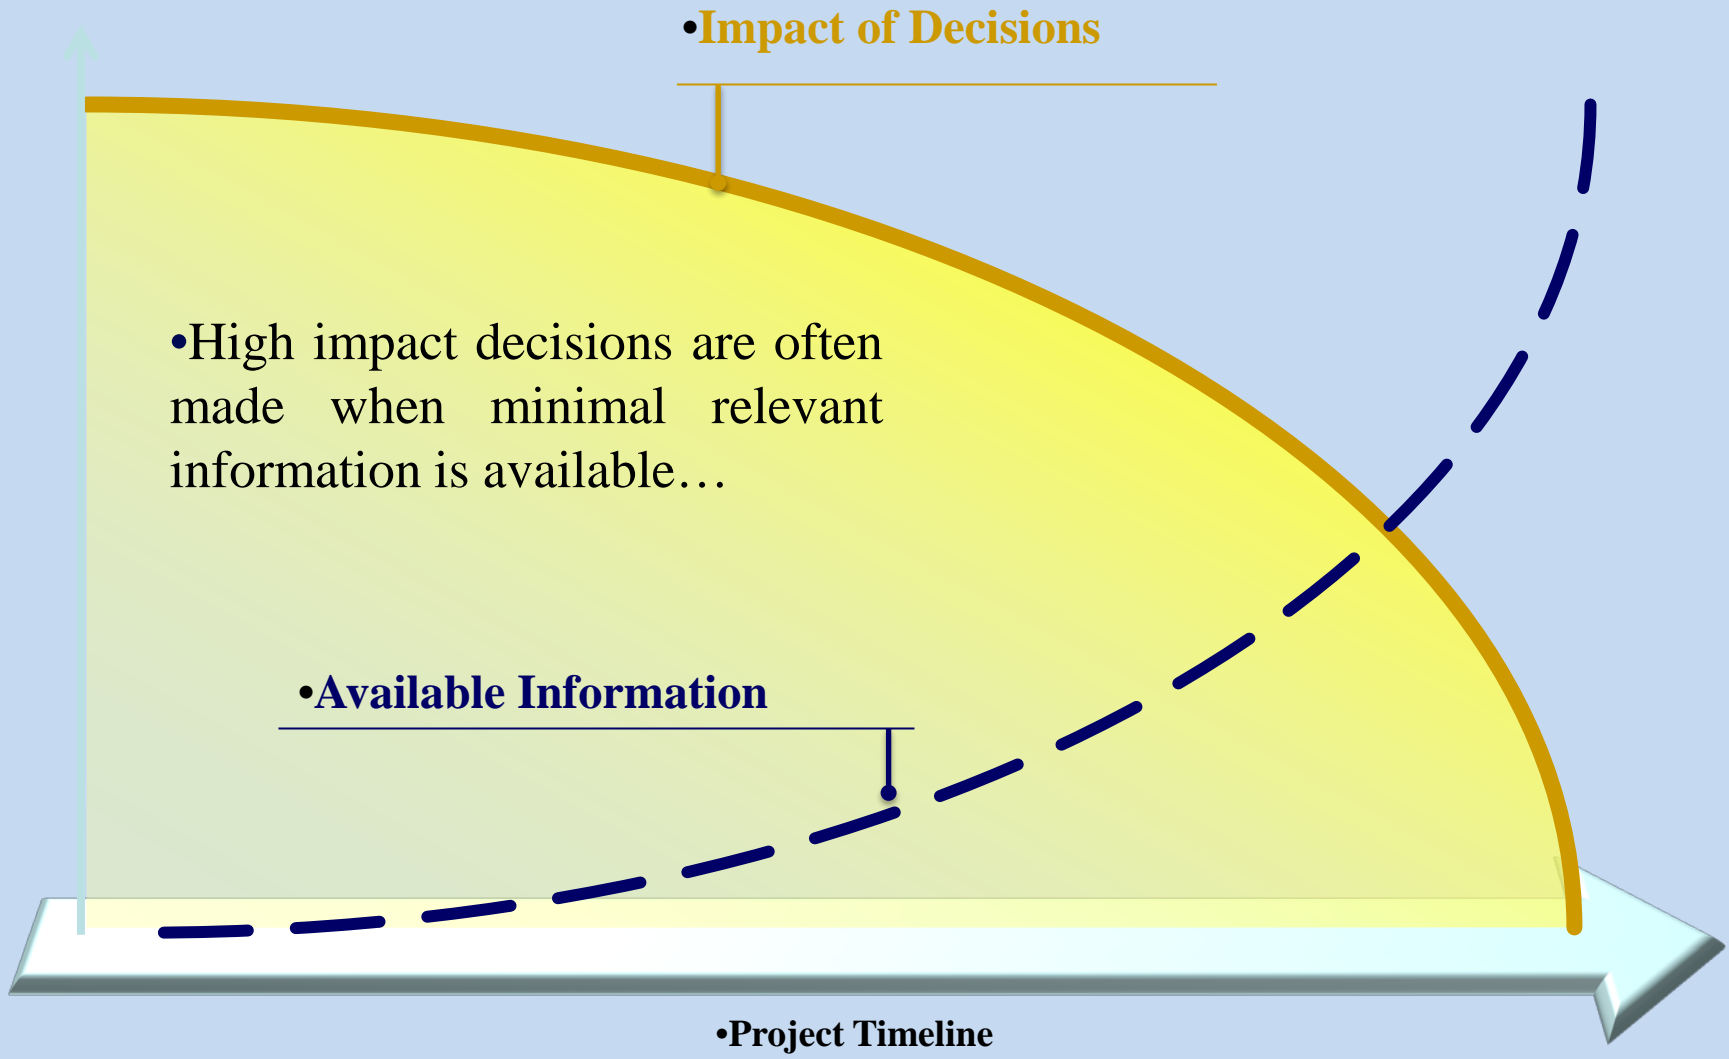 •Impact of Decisions
•High impact decisions are often
made when minimal relevant
information is available…
•Available Information
•Project Timeline